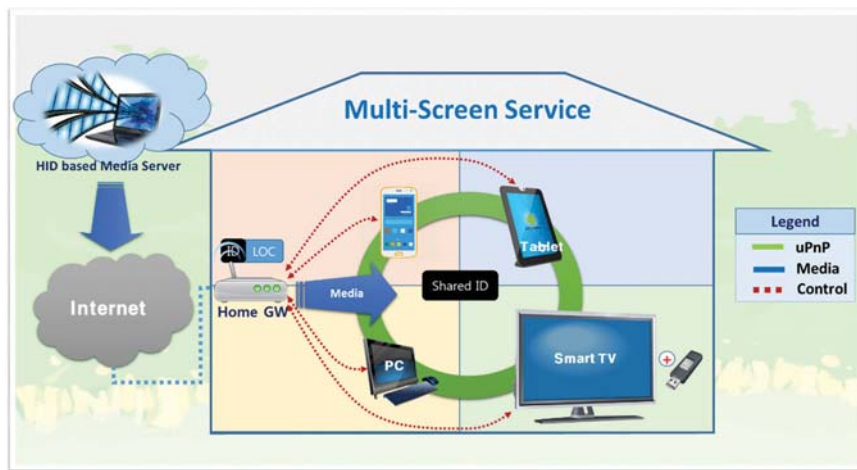 Multi-Screen Service
HID based Media Server
Internet
ID LOC
Home GW
Media
Shared ID
Tablet
PC
Smart TV
Legend
uPnP
Media
Control